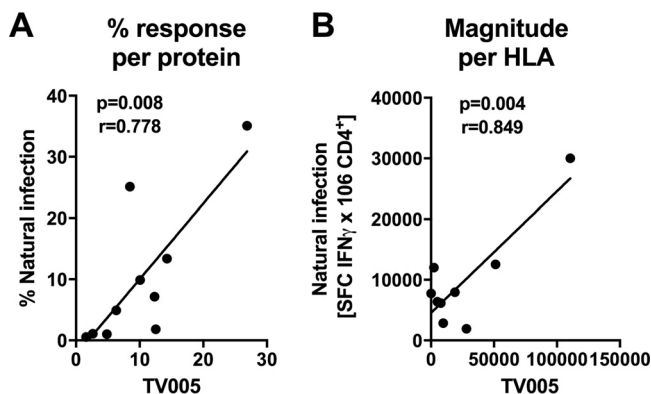 A
% response
per protein
p=0.008
r=0.778
% Natural infection
40
30
20
10
0
0 10 20 30
TV005
B
Magnitude
per HLA
p=0.004
r=0.849
Natural infection
[SFC IFNγ x 106 CD4⁺]
40000
30000
20000
10000
0
0 50000 100000 150000
TV005